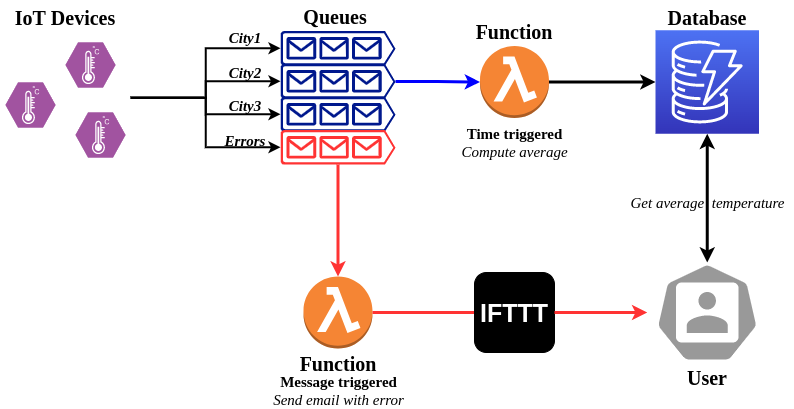 IoT Devices
°C
°C
°C
City1
City2
City3
Errors
Queues
Function
Time triggered
Compute average
Database
Get average temperature
IFTTT
User
Function
Message triggered
Send email with error